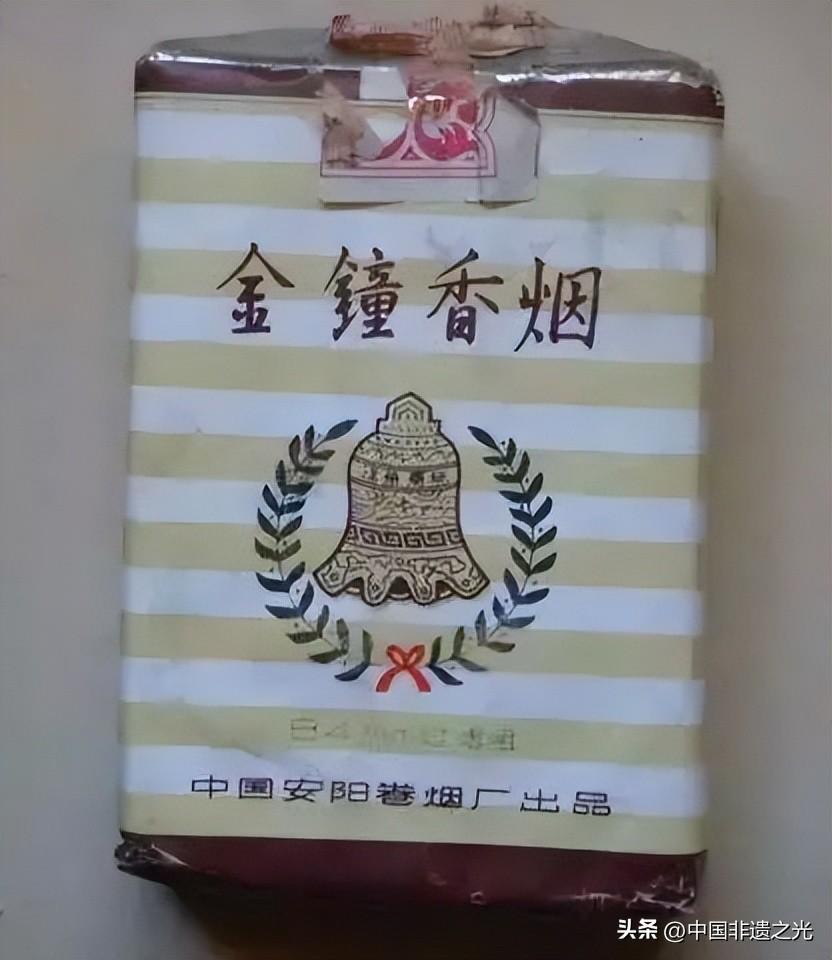 金鐘香烟
中国安阳卷烟厂出品
头条 @中国非遗之光